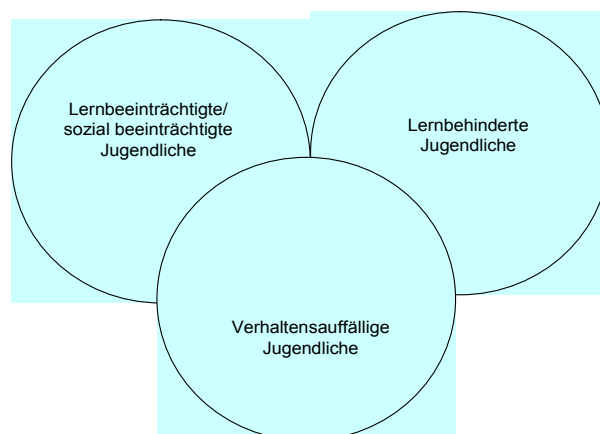 Lernbeeinträchtigte/
sozial beeinträchtigte
Jugendliche
Lernbehinderte
Jugendliche
Verhaltensauffällige
Jugendliche